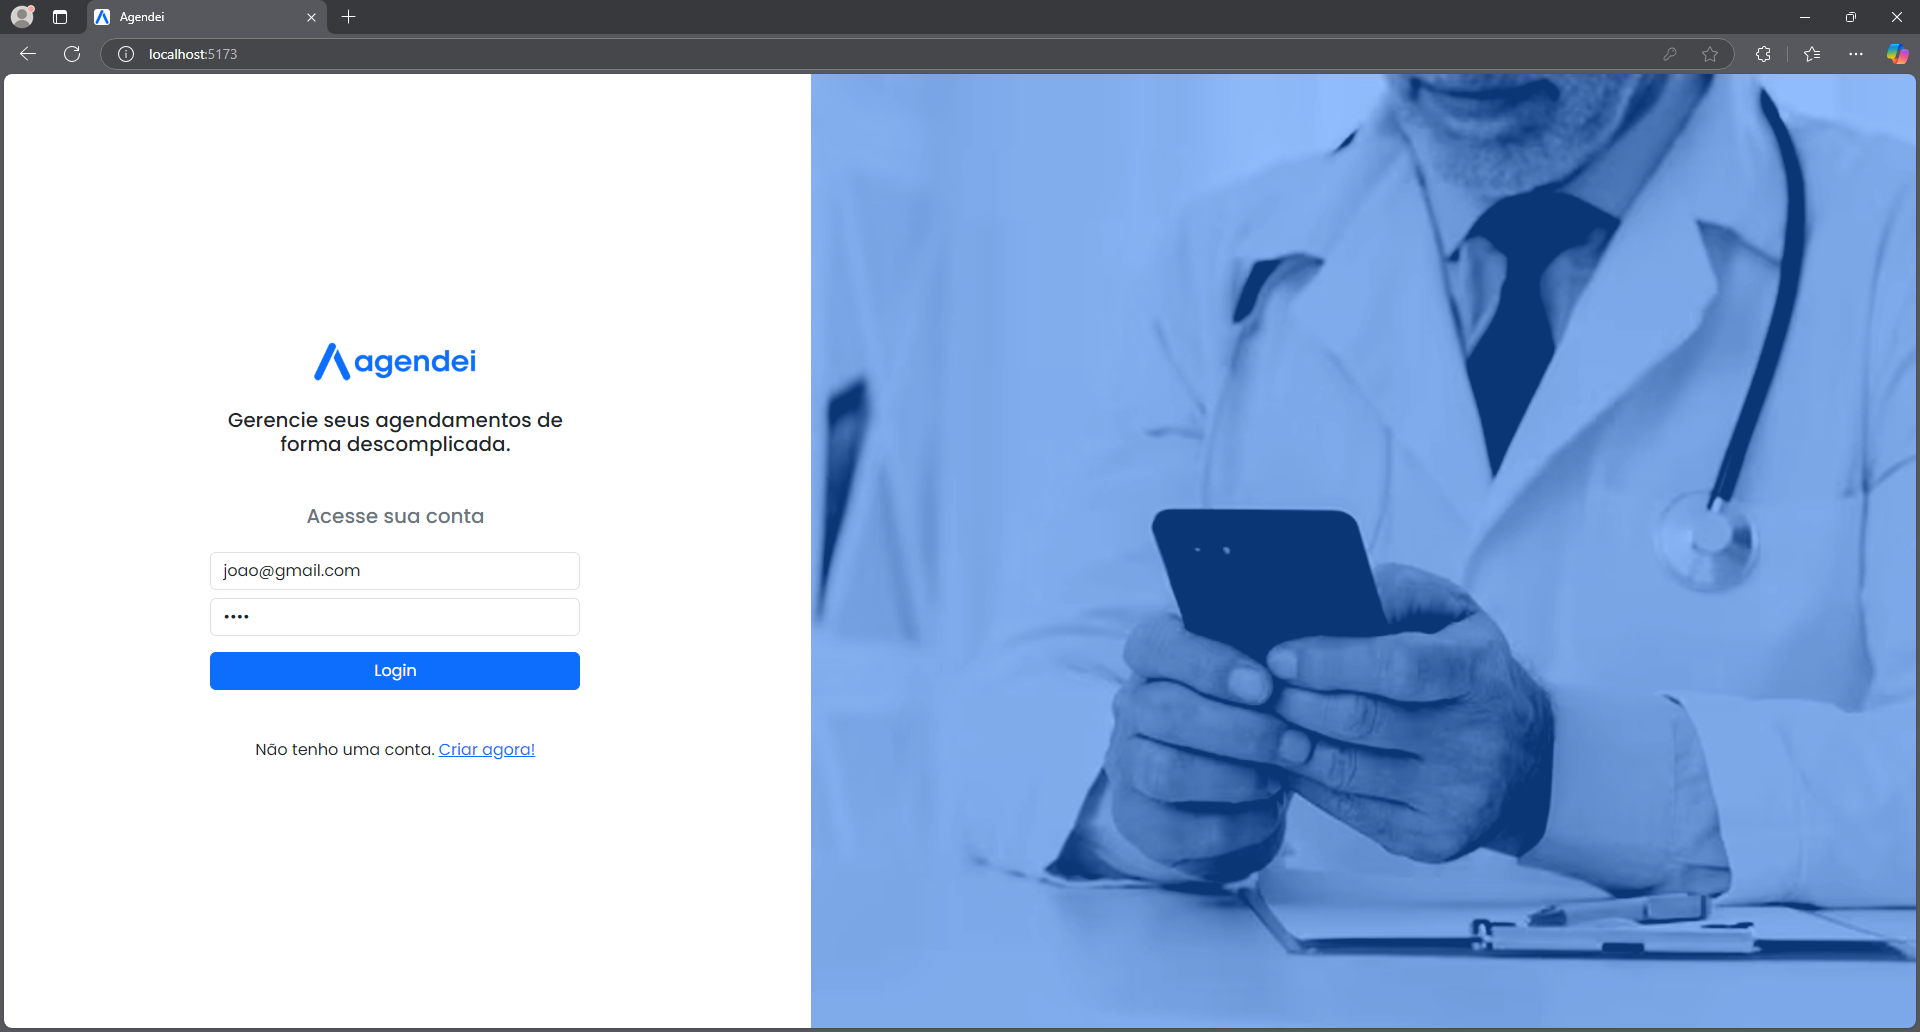 Agendei
localhost:5173
agendei
Gerencie seus agendamentos de
forma descomplicada.
Acesse sua conta
joao@gmail.com
••••
Login
Não tenho uma conta. Criar agora!